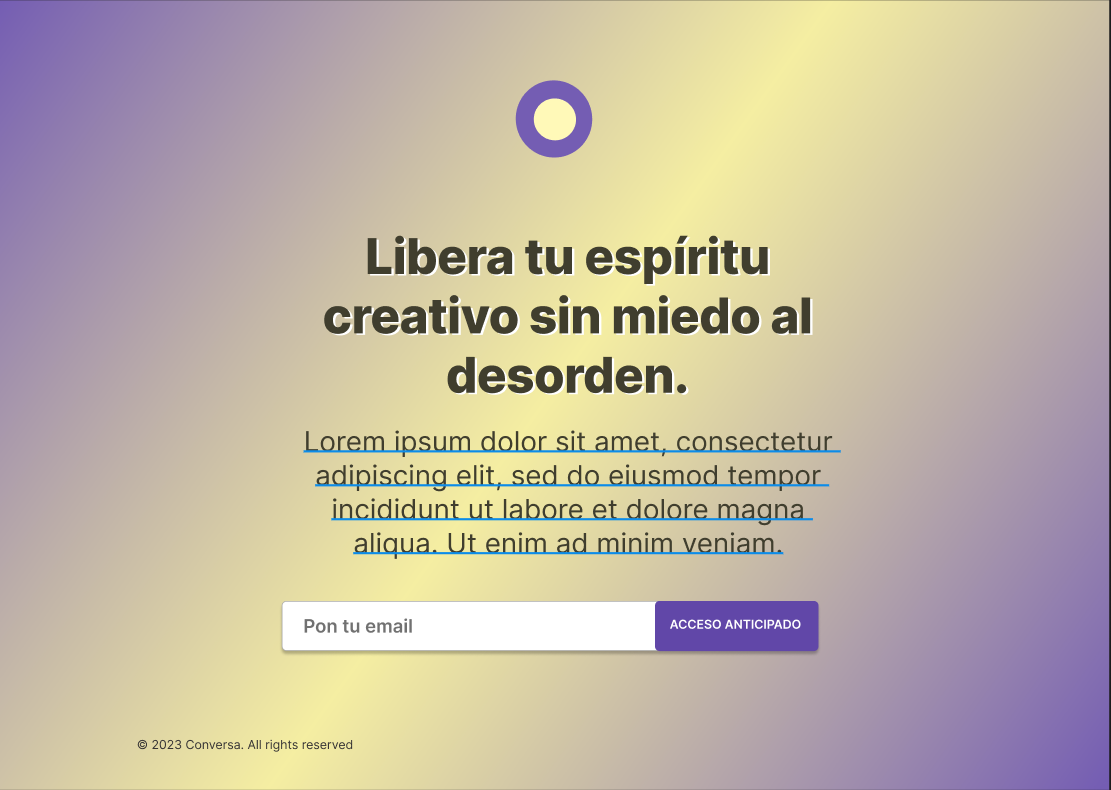 Libera tu espíritu
creativo sin miedo al
desorden.
Lorem ipsum dolor sit amet, consectetur
adipiscing elit, sed do eiusmod tempor
incididunt ut labore et dolore magna
aliqua. Ut enim ad minim veniam.
Pon tu email
ACCESO ANTICIPADO
© 2023 Conversa. All rights reserved